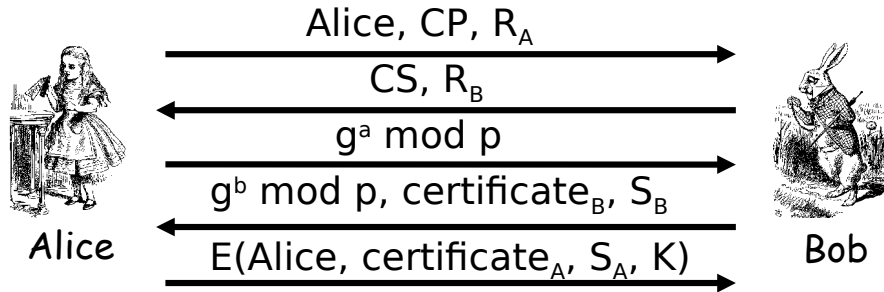 Alice, CP, R_A
CS, R_B
g^a mod p
g^b mod p, certificate_B, S_B
E(Alice, certificate_A, S_A, K)
Alice
Bob